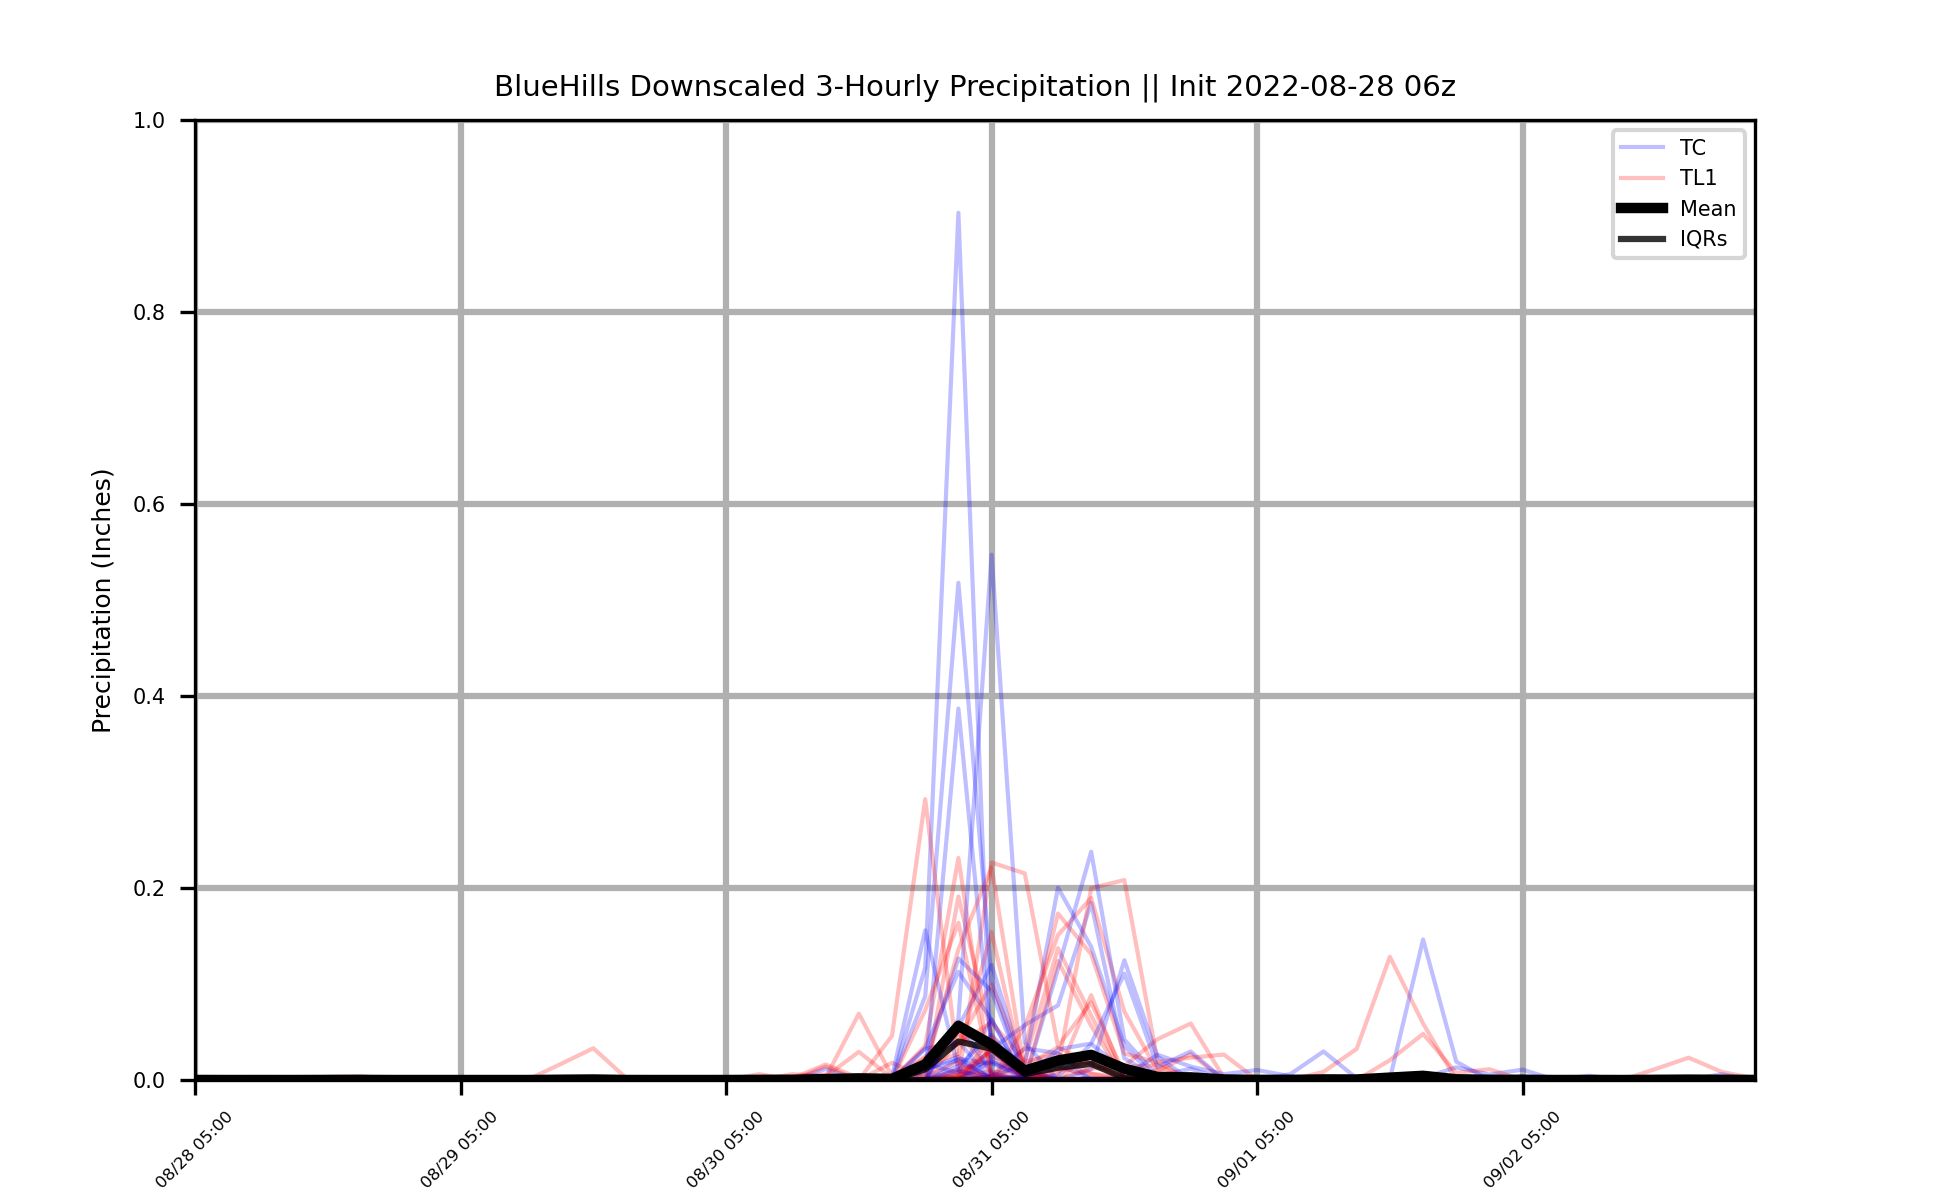 BlueHills Downscaled 3-Hourly Precipitation || Init 2022-08-28 06z
TC
TL1
Mean
IQRs
Precipitation (Inches)
1.0
0.8
0.6
0.4
0.2
0.0
08/28 05:00
08/29 05:00
08/30 05:00
08/31 05:00
09/01 05:00
09/02 05:00